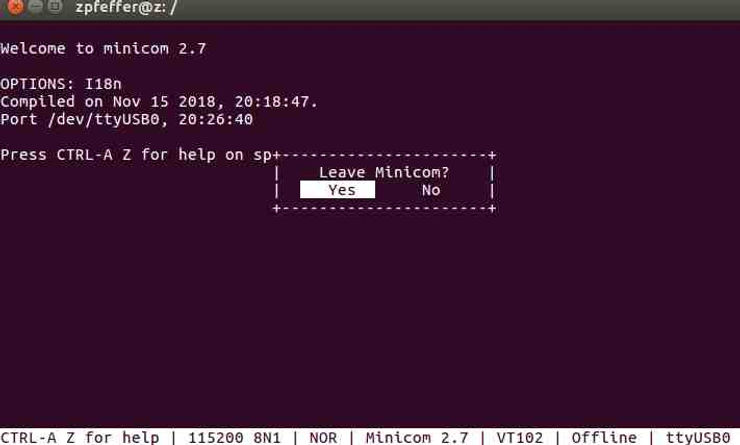 zpfeffer@z: /
Welcome to minicom 2.7
OPTIONS: I18n
Compiled on Nov 15 2018, 20:18:47.
Port /dev/ttyUSB0, 20:26:40
Press CTRL-A Z for help on sp+----------------------+
| Leave Minicom? |
| Yes No |
+----------------------+
CTRL-A Z for help | 115200 8N1 | NOR | Minicom 2.7 | VT102 | Offline | ttyUSB0